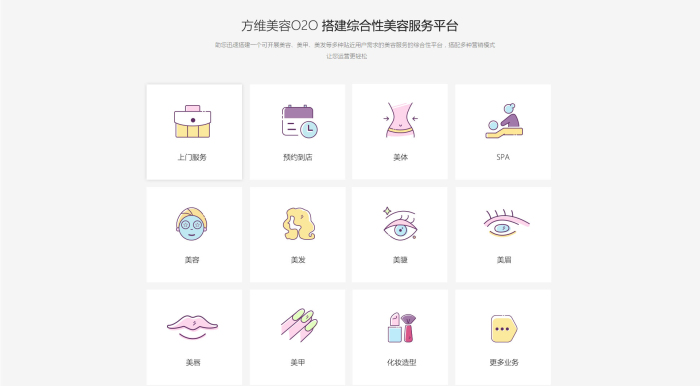 方维美容O2O 搭建综合性美容服务平台
助您迅速搭建一个可开展美容、美甲、美发等多种贴近用户需求的美容服务的综合性平台，搭配多种营销模式
让您运营更轻松
上门服务
预约到店
美体
SPA
美容
美发
美睫
美眉
美唇
美甲
化妆造型
更多业务